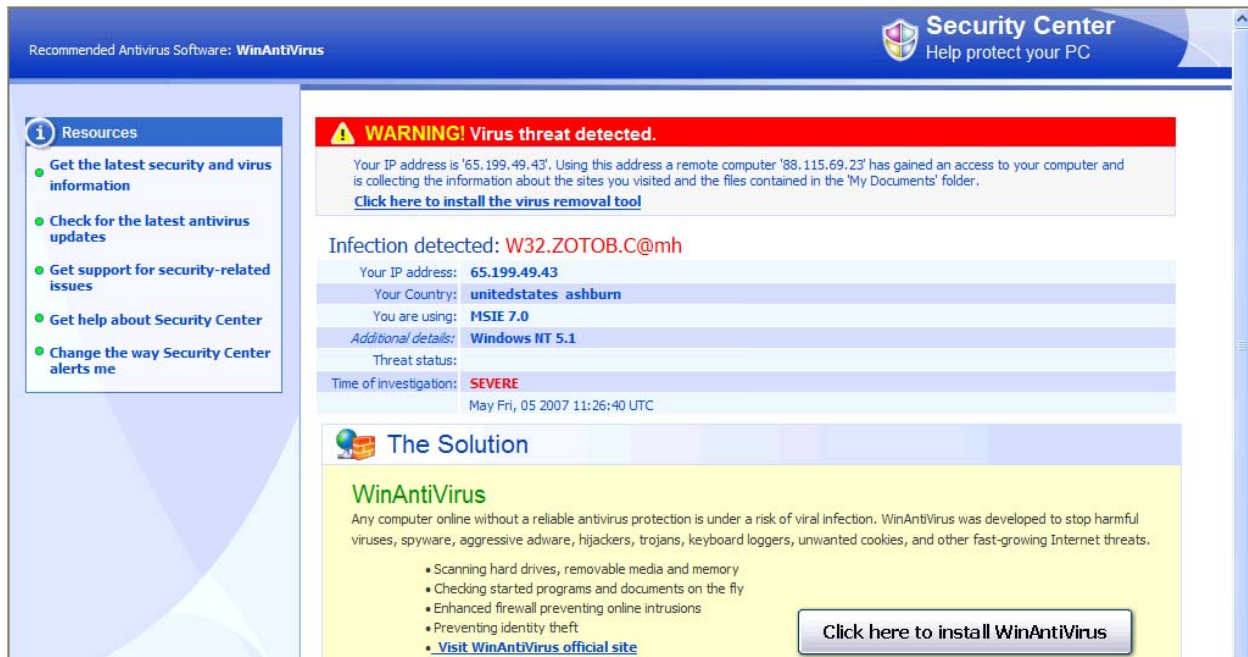 Recommended Antivirus Software: WinAntiVirus
Security Center
Help protect your PC
i Resources
Get the latest security and virus
information
Check for the latest antivirus
updates
Get support for security-related
issues
Get help about Security Center
Change the way Security Center
alerts me
WARNING! Virus threat detected.
Your IP address is '65.199.49.43'. Using this address a remote computer '88.115.69.23' has gained an access to your computer and
is collecting the information about the sites you visited and the files contained in the 'My Documents' folder.
Click here to install the virus removal tool
Infection detected: W32.ZOTOB.C@mh
Your IP address: 65.199.49.43
Your Country: unitedstates ashburn
You are using: MSIE 7.0
Additional details: Windows NT 5.1
Threat status:
Time of investigation: SEVERE
May Fri, 05 2007 11:26:40 UTC
The Solution
WinAntiVirus
Any computer online without a reliable antivirus protection is under a risk of viral infection. WinAntiVirus was developed to stop harmful
viruses, spyware, aggressive adware, hijackers, trojans, keyboard loggers, unwanted cookies, and other fast-growing Internet threats.
• Scanning hard drives, removable media and memory
• Checking started programs and documents on the fly
• Enhanced firewall preventing online intrusions
• Preventing identity theft
• Visit WinAntiVirus official site
Click here to install WinAntiVirus